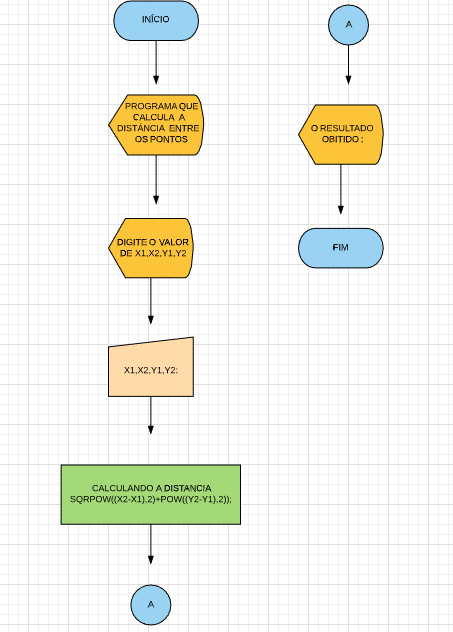 INÍCIO
PROGRAMA QUE
CALCULA A
DISTÂNCIA ENTRE
OS PONTOS
DIGITE O VALOR
DE X1,X2,Y1,Y2
X1,X2,Y1,Y2:
CALCULANDO A DISTANCIA
SQRPOW((X2-X1),2)+POW((Y2-Y1),2));
A
A
O RESULTADO
OBITIDO :
FIM